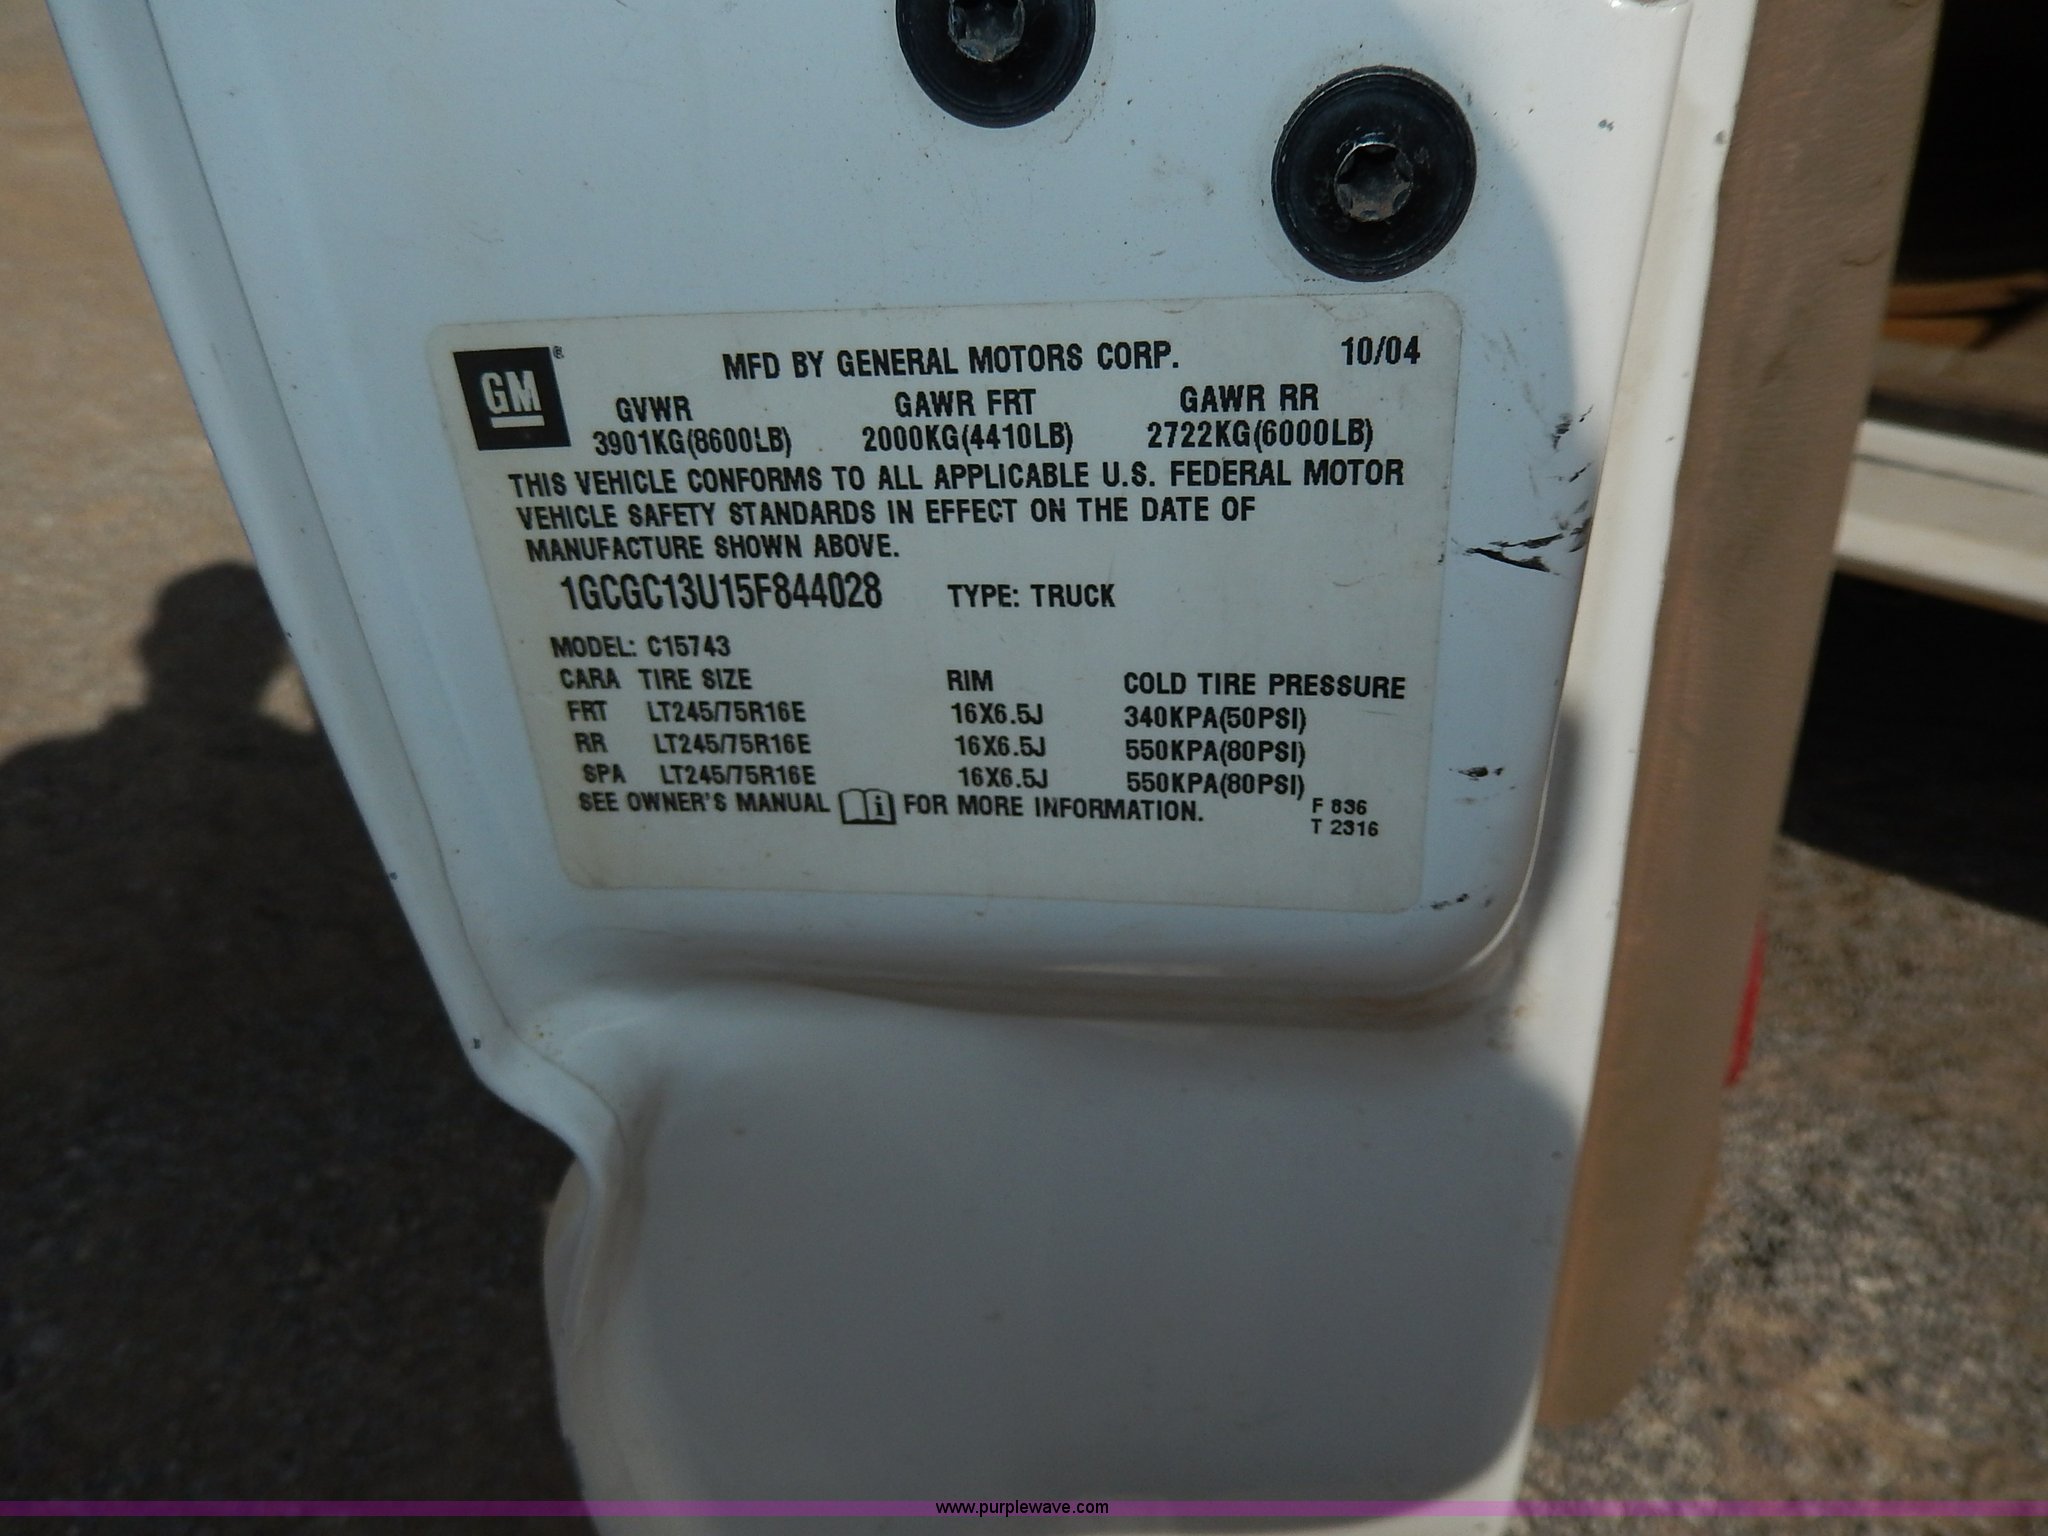 GM ®
MFD BY GENERAL MOTORS CORP. 10/04
GVWR GAWR FRT GAWR RR
3901KG(8600LB) 2000KG(4410LB) 2722KG(6000LB)
THIS VEHICLE CONFORMS TO ALL APPLICABLE U.S. FEDERAL MOTOR
VEHICLE SAFETY STANDARDS IN EFFECT ON THE DATE OF
MANUFACTURE SHOWN ABOVE.
1GCGC13U15F844028 TYPE: TRUCK
MODEL: C15743
CARA TIRE SIZE RIM COLD TIRE PRESSURE
FRT LT245/75R16E 16X6.5J 340KPA(50PSI)
RR LT245/75R16E 16X6.5J 550KPA(80PSI)
SPA LT245/75R16E 16X6.5J 550KPA(80PSI)
SEE OWNER'S MANUAL i FOR MORE INFORMATION.
F 836
T 2316
www.purplewave.com